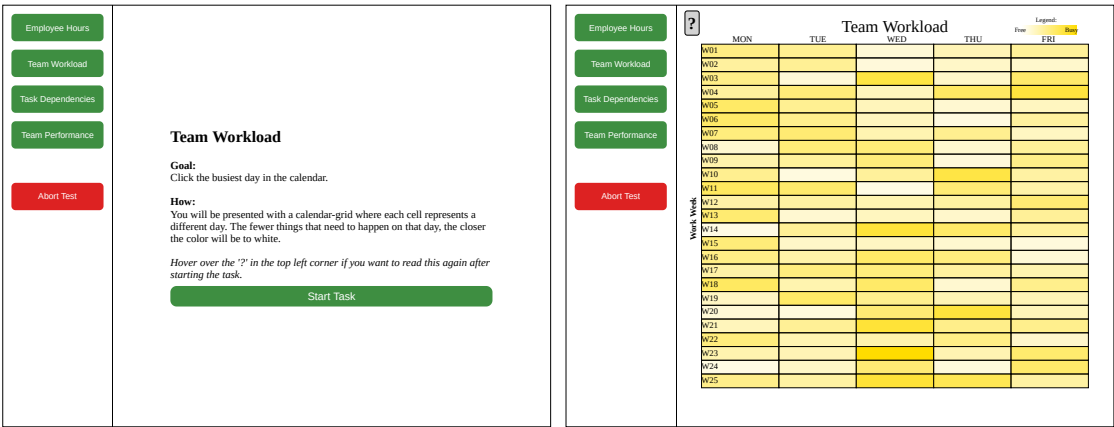 Employee Hours
Team Workload
Task Dependencies
Team Performance
Abort Test
Team Workload
Goal:
Click the busiest day in the calendar.
How:
You will be presented with a calendar-grid where each cell represents a
different day. The fewer things that need to happen on that day, the closer
the color will be to white.
Hover over the '?' in the top left corner if you want to read this again after
starting the task.
Start Task
Employee Hours
Team Workload
Task Dependencies
Team Performance
Abort Test
?
Team Workload
Legend:
Free Busy
MON TUE WED THU FRI
Work Week
W01
W02
W03
W04
W05
W06
W07
W08
W09
W10
W11
W12
W13
W14
W15
W16
W17
W18
W19
W20
W21
W22
W23
W24
W25